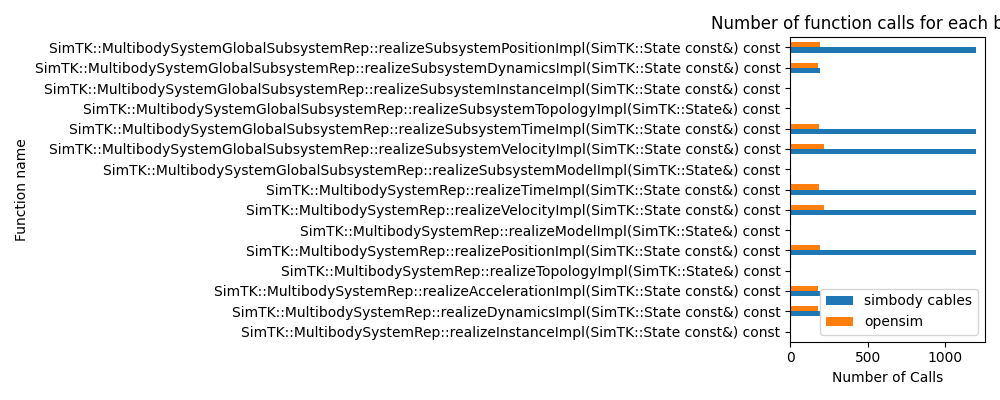 Number of function calls for each b
SimTK::MultibodySystemGlobalSubsystemRep::realizeSubsystemPositionImpl(SimTK::State const&) const
SimTK::MultibodySystemGlobalSubsystemRep::realizeSubsystemDynamicsImpl(SimTK::State const&) const
SimTK::MultibodySystemGlobalSubsystemRep::realizeSubsystemInstanceImpl(SimTK::State const&) const
SimTK::MultibodySystemGlobalSubsystemRep::realizeSubsystemTopologyImpl(SimTK::State&) const
SimTK::MultibodySystemGlobalSubsystemRep::realizeSubsystemTimeImpl(SimTK::State const&) const
SimTK::MultibodySystemGlobalSubsystemRep::realizeSubsystemVelocityImpl(SimTK::State const&) const
SimTK::MultibodySystemGlobalSubsystemRep::realizeSubsystemModelImpl(SimTK::State&) const
SimTK::MultibodySystemRep::realizeTimeImpl(SimTK::State const&) const
SimTK::MultibodySystemRep::realizeVelocityImpl(SimTK::State const&) const
SimTK::MultibodySystemRep::realizeModelImpl(SimTK::State&) const
SimTK::MultibodySystemRep::realizePositionImpl(SimTK::State const&) const
SimTK::MultibodySystemRep::realizeTopologyImpl(SimTK::State&) const
SimTK::MultibodySystemRep::realizeAccelerationImpl(SimTK::State const&) const
SimTK::MultibodySystemRep::realizeDynamicsImpl(SimTK::State const&) const
SimTK::MultibodySystemRep::realizeInstanceImpl(SimTK::State const&) const
Function name
simbody cables
opensim
0 500 1000
Number of Calls